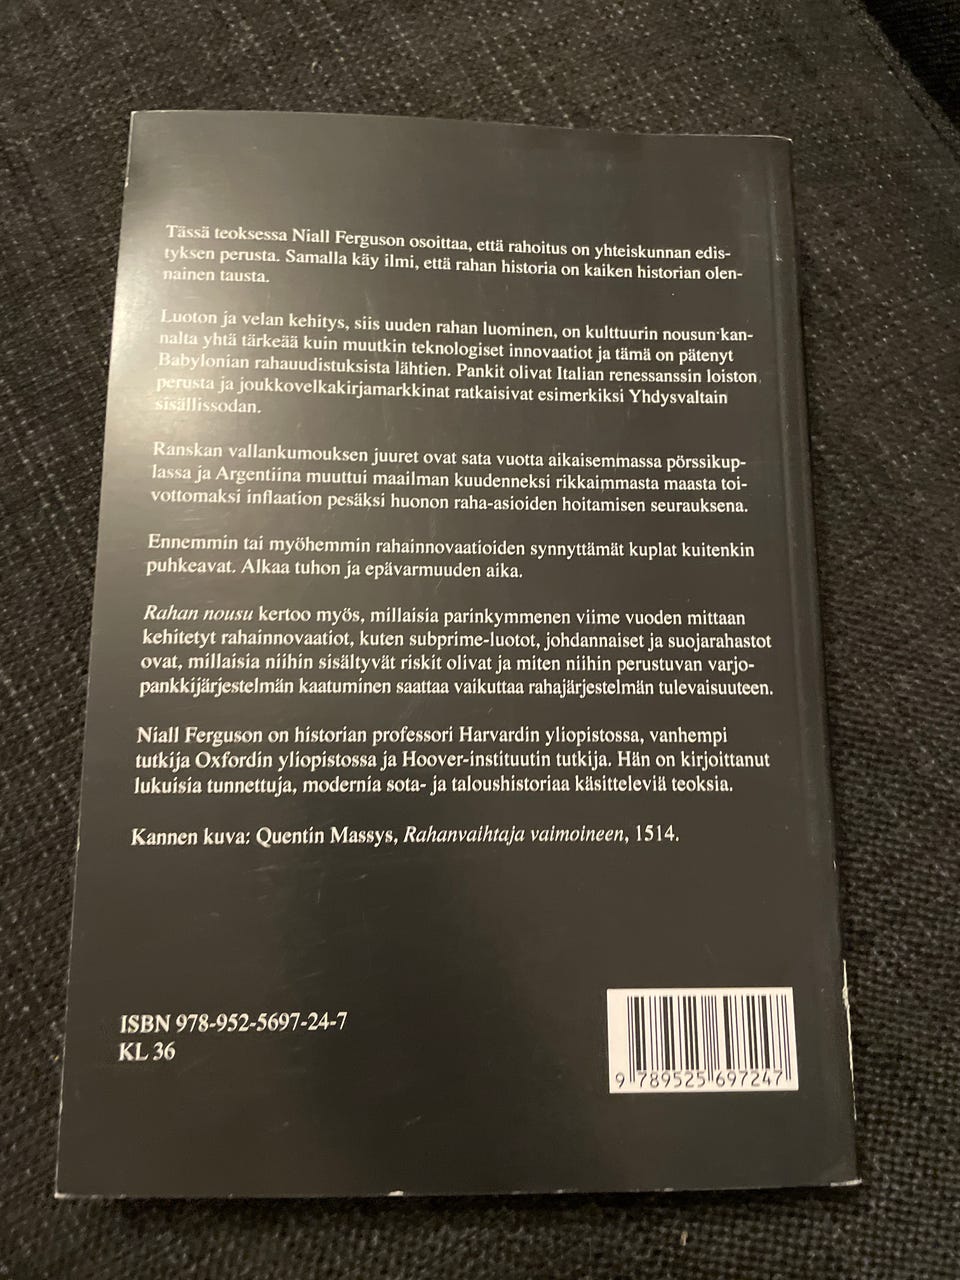 Tässä teoksessa Niall Ferguson osoittaa, että rahoitus on yhteiskunnan edis-
tyksen perusta. Samalla käy ilmi, että rahan historia on kaiken historian olen-
nainen tausta.
Luoton ja velan kehitys, siis uuden rahan luominen, on kulttuurin nousun kan-
nalta yhtä tärkeää kuin muutkin teknologiset innovaatiot ja tämä on pätenyt
Babylonian rahauudistuksista lähtien. Pankit olivat Italian renessanssin loiston
perusta ja joukkovelkakirjamarkkinat ratkaisivat esimerkiksi Yhdysvaltain
sisällissodan.
Ranskan vallankumouksen juuret ovat sata vuotta aikaisemmassa pörssikup-
lassa ja Argentiina muuttui maailman kuudenneksi rikkaimmasta maasta toi-
vottomaksi inflaation pesäksi huonon raha-asioiden hoitamisen seurauksena.
Ennemmin tai myöhemmin rahainnovaatioiden synnyttämät kuplat kuitenkin
puhkeavat. Alkaa tuhon ja epävarmuuden aika.
Rahan nousu kertoo myös, millaisia parinkymmenen viime vuoden mittaan
kehitetyt rahainnovaatiot, kuten subprime-luotot, johdannaiset ja suojarahastot
ovat, millaisia niihin sisältyvät riskit olivat ja miten niihin perustuvan varjo-
pankkijärjestelmän kaatuminen saattaa vaikuttaa rahajärjestelmän tulevaisuuteen.
Niall Ferguson on historian professori Harvardin yliopistossa, vanhempi
tutkija Oxfordin yliopistossa ja Hoover-instituutin tutkija. Hän on kirjoittanut
lukuisia tunnettuja, modernia sota- ja taloushistoriaa käsitteleviä teoksia.
Kannen kuva: Quentin Massys, Rahanvaihtaja vaimoineen, 1514.
ISBN 978-952-5697-24-7
KL 36
9 789525 697247